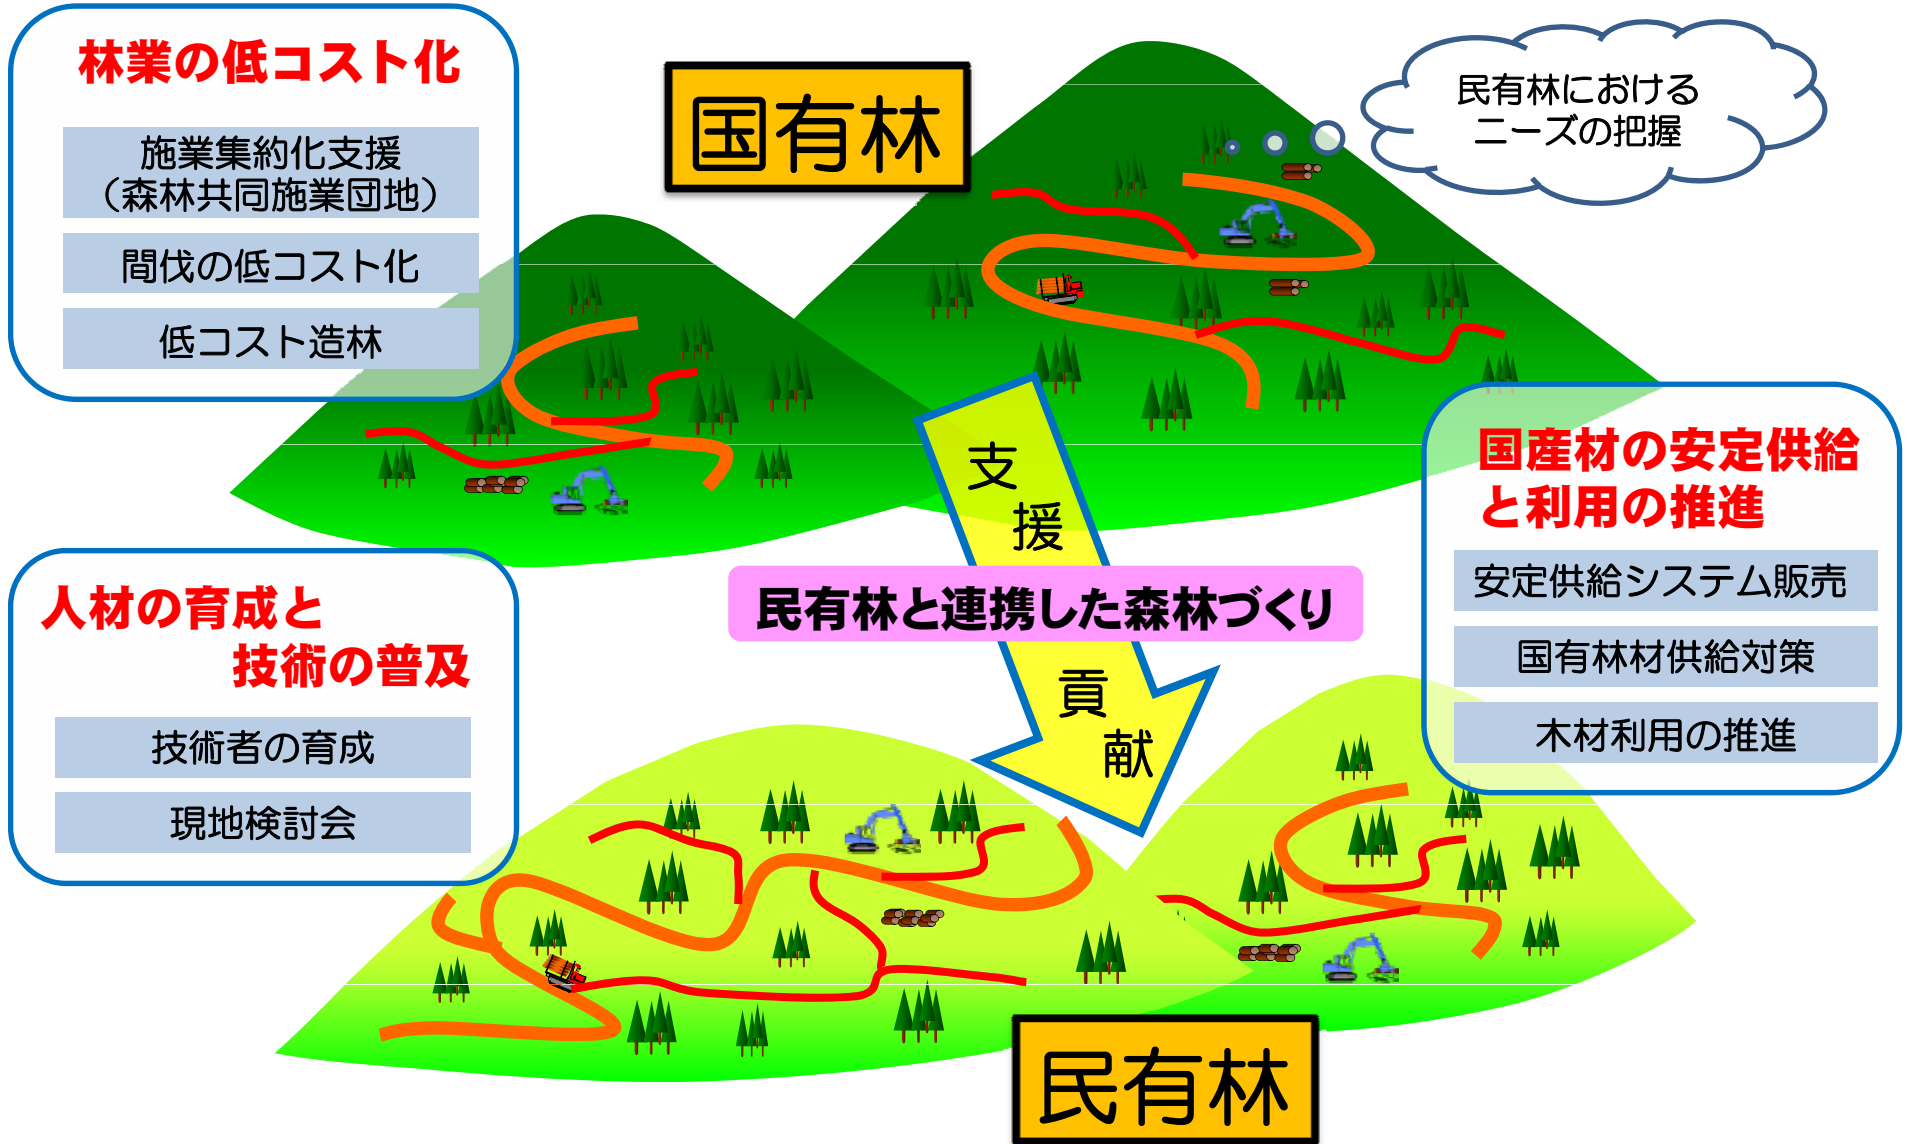 林業の低コスト化
施業集約化支援
（森林共同施業団地）
間伐の低コスト化
低コスト造林
国有林
民有林における
ニーズの把握
支
援
民有林と連携した森林づくり
貢
献
国産材の安定供給
と利用の推進
安定供給システム販売
国有林材供給対策
木材利用の推進
人材の育成と
技術の普及
技術者の育成
現地検討会
民有林